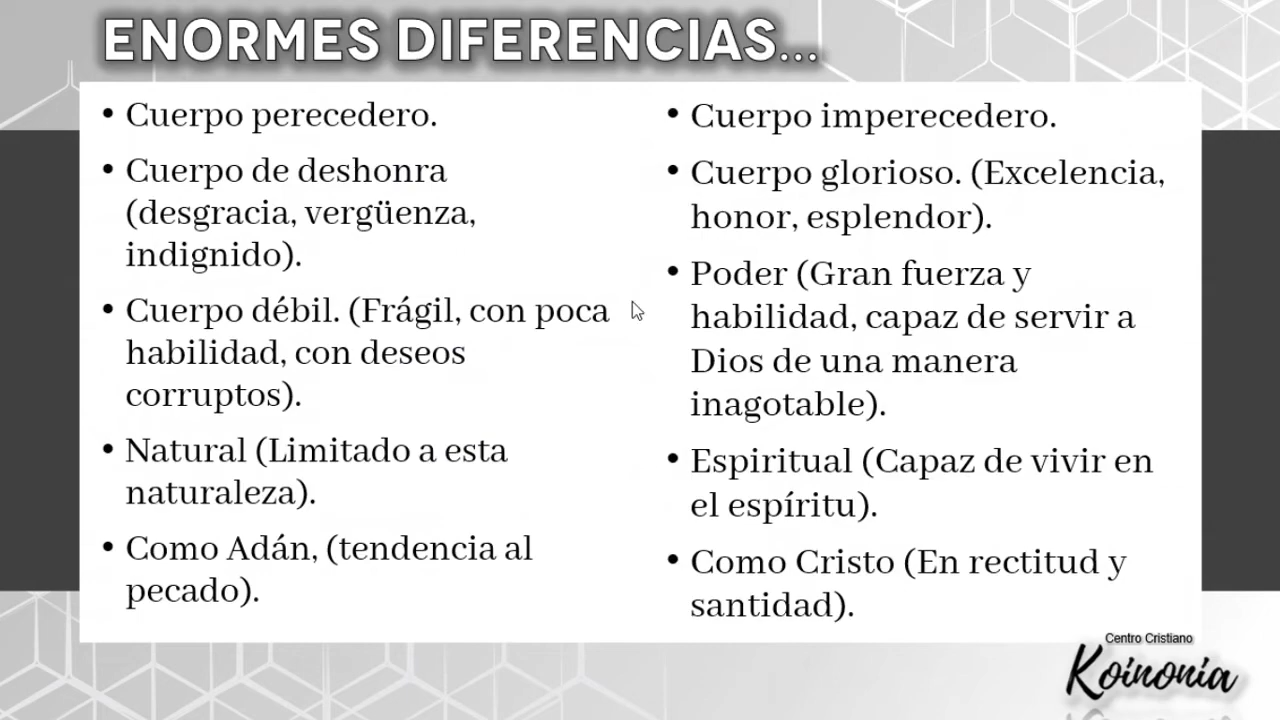 ENORMES DIFERENCIAS...
• Cuerpo perecedero.
• Cuerpo de deshonra
(desgracia, vergüenza,
indignido).
• Cuerpo débil. (Frágil, con poca
habilidad, con deseos
corruptos).
• Natural (Limitado a esta
naturaleza).
• Como Adán, (tendencia al
pecado).
• Cuerpo imperecedero.
• Cuerpo glorioso. (Excelencia,
honor, esplendor).
• Poder (Gran fuerza y
habilidad, capaz de servir a
Dios de una manera
inagotable).
• Espiritual (Capaz de vivir en
el espíritu).
• Como Cristo (En rectitud y
santidad).
Centro Cristiano
Koinonia